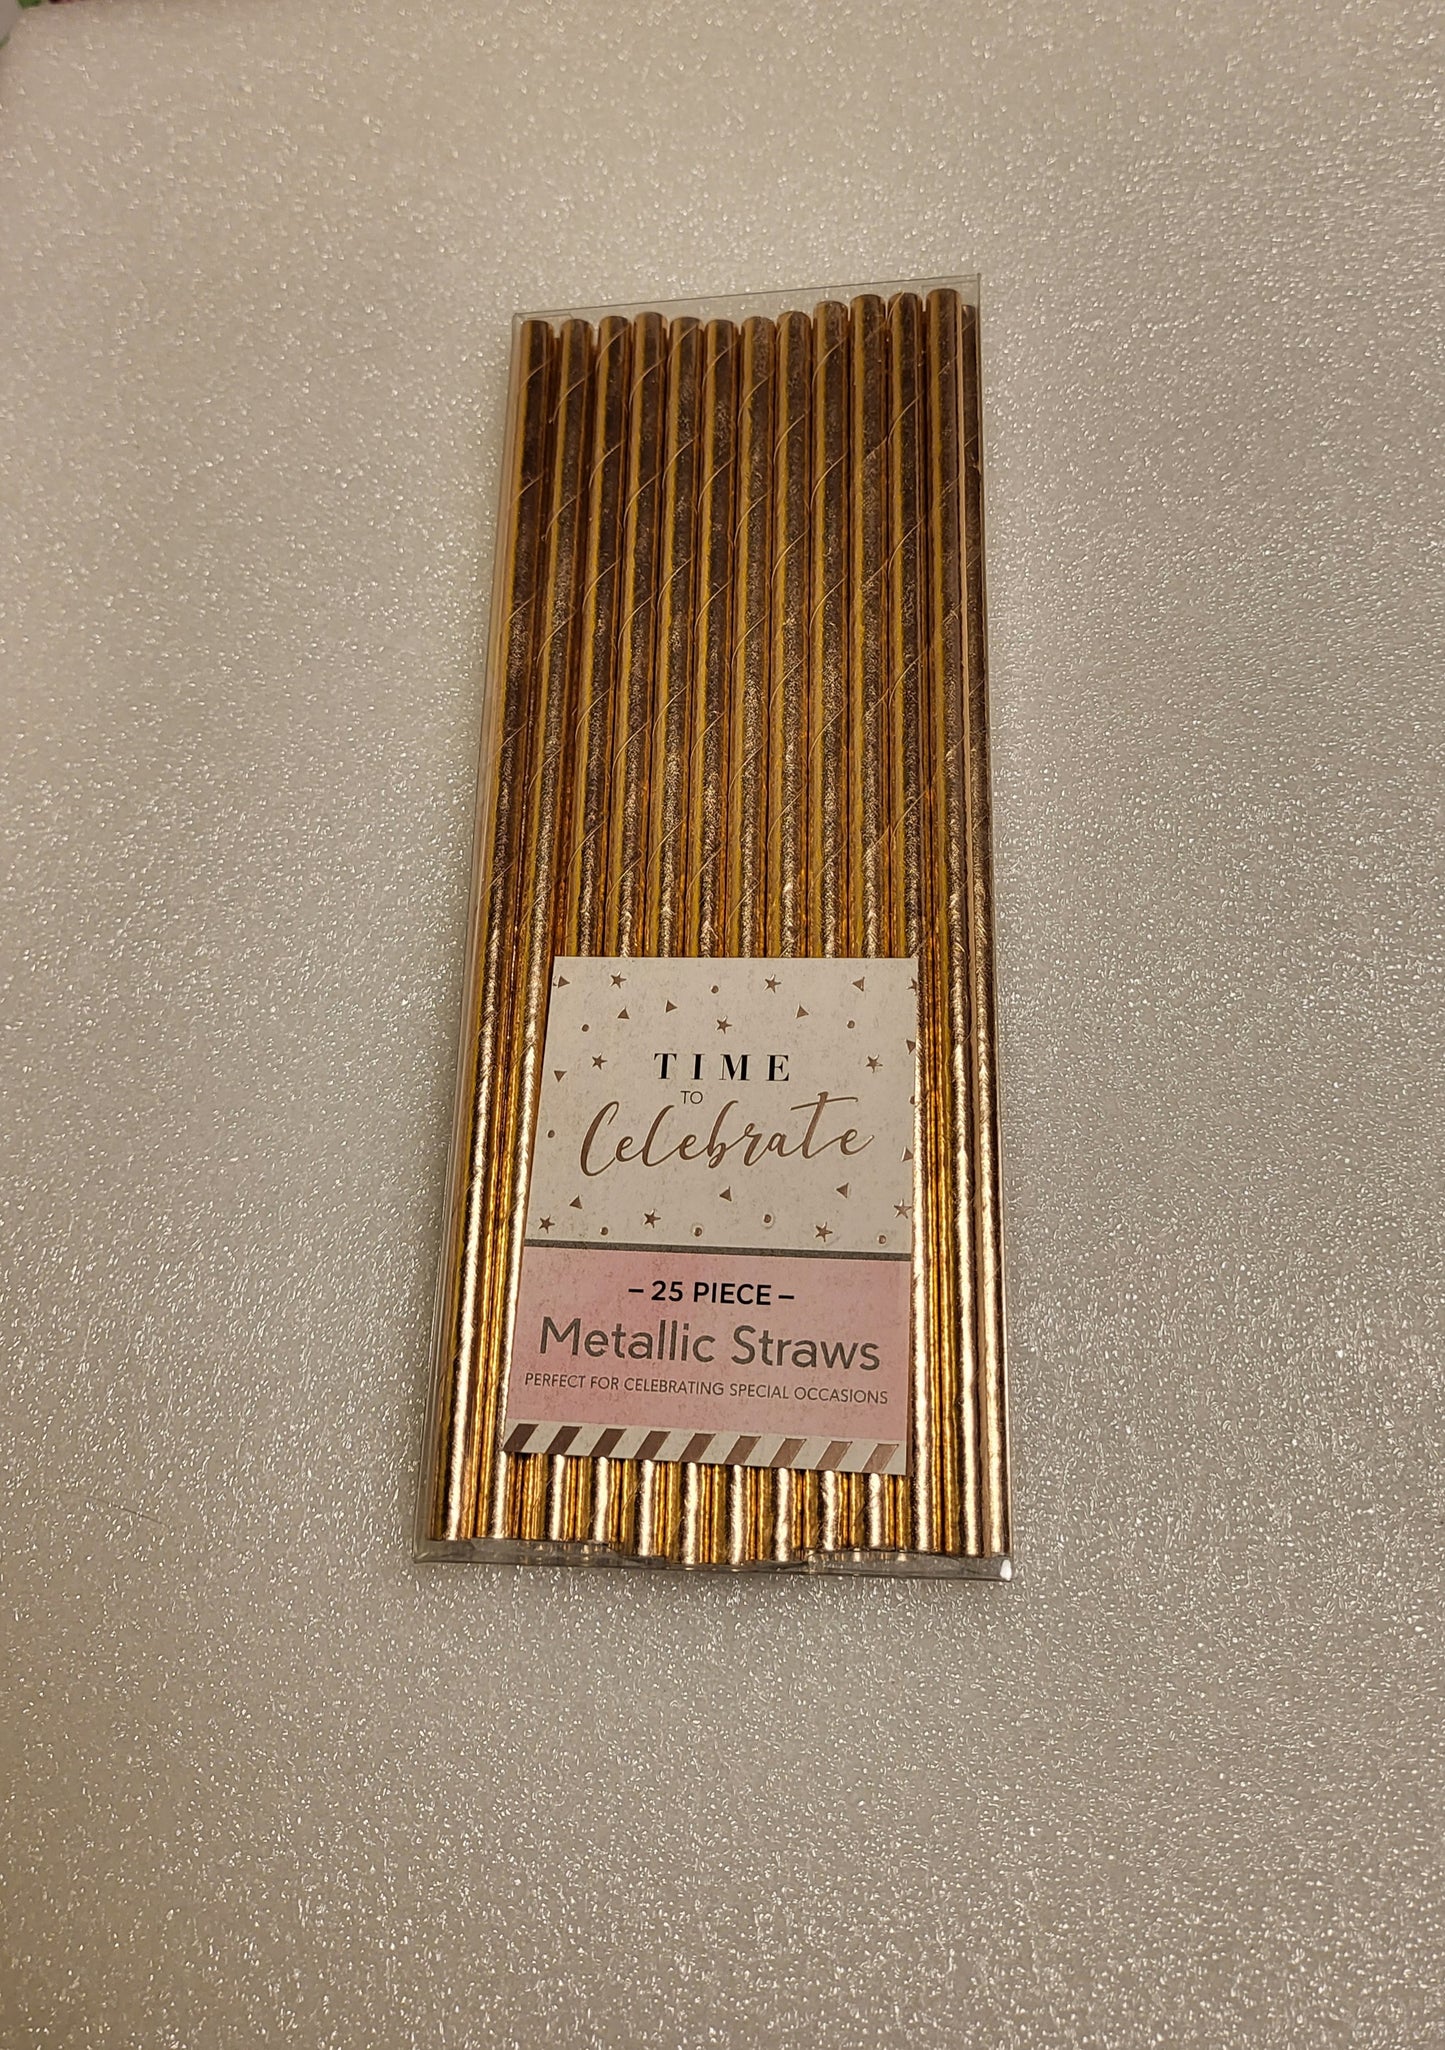 TIME
TO
Celebrate
– 25 PIECE –
Metallic Straws
PERFECT FOR CELEBRATING SPECIAL OCCASIONS